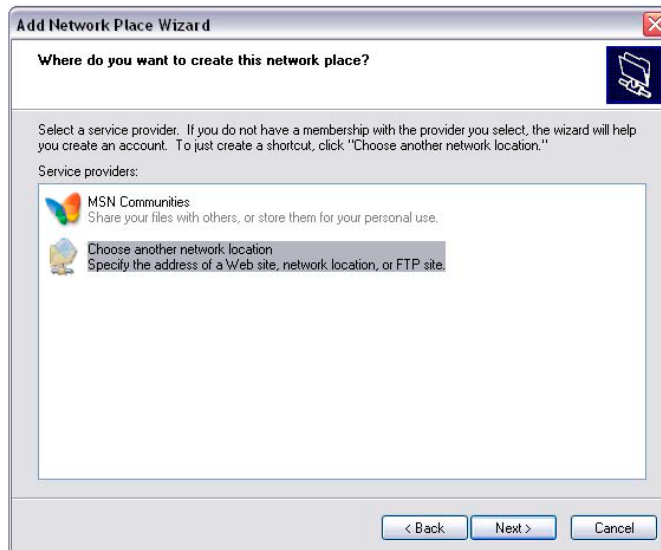 Add Network Place Wizard
Where do you want to create this network place?
Select a service provider. If you do not have a membership with the provider you select, the wizard will help
you create an account. To just create a shortcut, click "Choose another network location."
Service providers:
MSN Communities
Share your files with others, or store them for your personal use.
Choose another network location
Specify the address of a Web site, network location, or FTP site.
< Back Next > Cancel